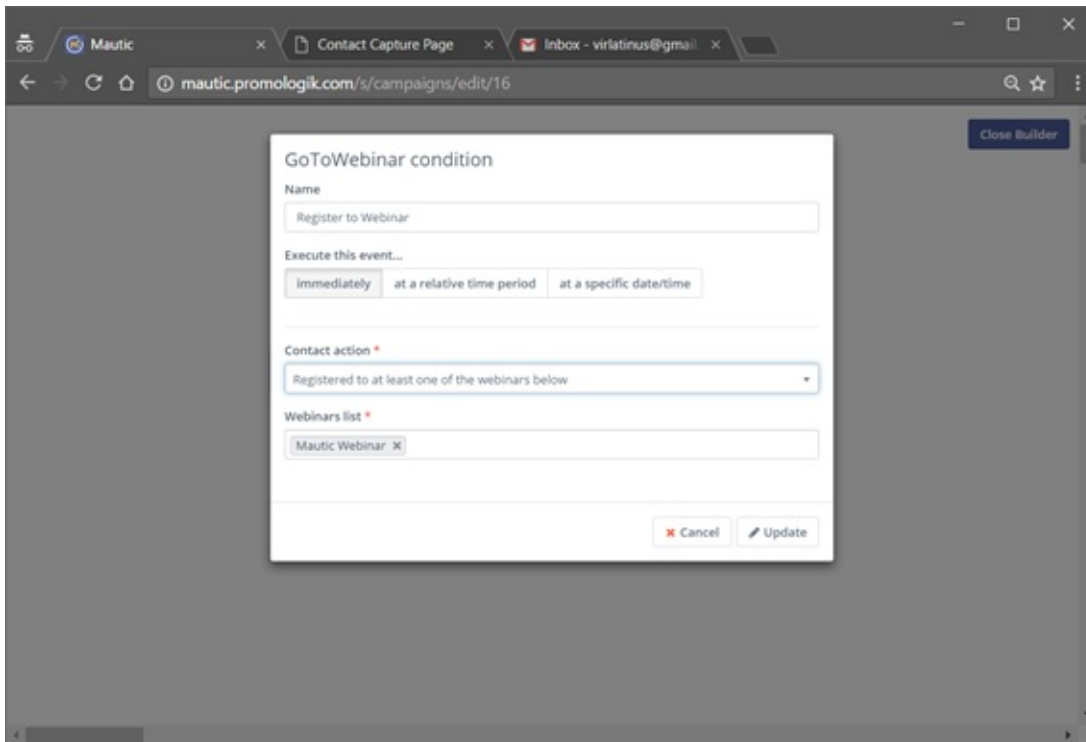 Mautic
Contact Capture Page
Inbox - virlatinus@gmail
mautic.promologik.com/s/campaigns/edit/16
Close Builder
GoToWebinar condition
Name
Register to Webinar
Execute this event...
immediately at a relative time period at a specific date/time
Contact action *
Registered to at least one of the webinars below
Webinars list *
Mautic Webinar ×
Cancel Update